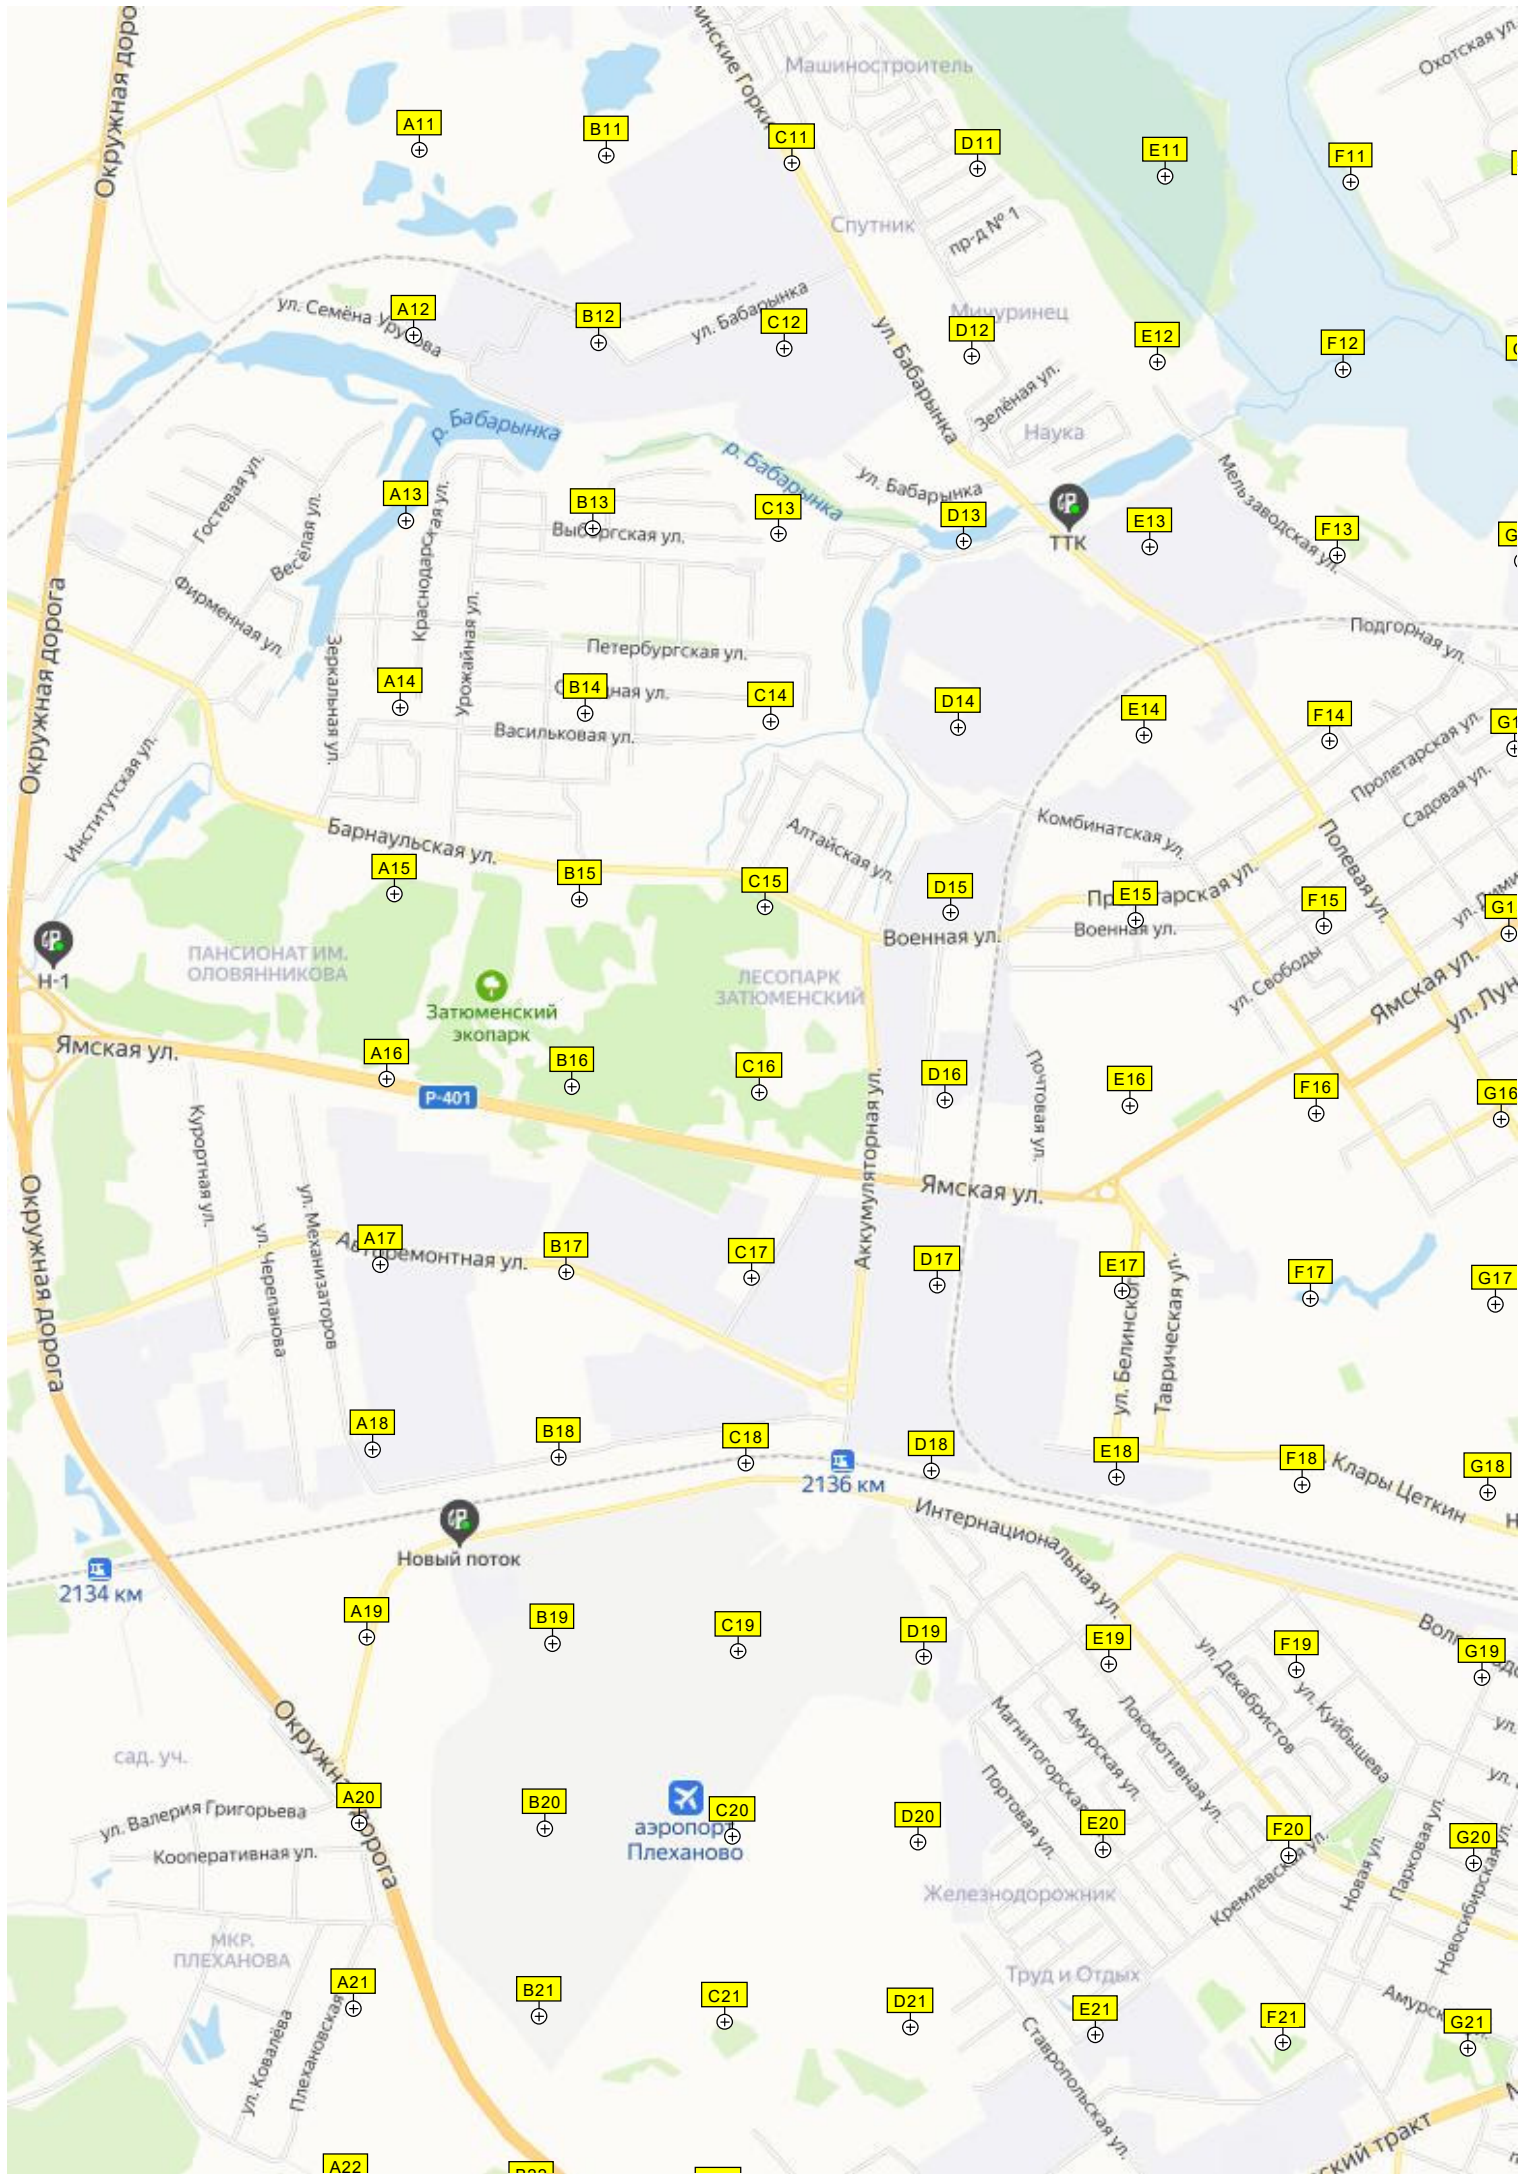 Окружная
Машиностроитель
Охотская ул.
A11
B11
C11
D11
E11
F11
Спутник
пр-д № 1
ул. Семёна
A12
B12
ул. Бабарынка
C12
ул. Бабарынка
Мичуринец
D12
E12
F12
Зелёная ул.
Наука
р. Бабарынка
р. Бабарынка
ул. Бабарынка
Мельзаводская ул.
Гостевая ул.
Весёлая ул.
A13
Краснодарская ул.
B13
Выборгская ул.
C13
D13
ТТК
E13
F13
Окружная дорога
Фирменная ул.
Зеркальная ул.
Урожайная ул.
Петербургская ул.
Подгорная ул.
A14
B14
C14
D14
E14
F14
Васильковая ул.
Институтская ул.
Пролетарская ул.
Садовая ул.
Барнаульская ул.
Алтайская ул.
Комбинатская ул.
Полевая ул.
A15
B15
C15
D15
E15
F15
Военная ул.
Военная ул.
Н-1
ПАНСИОНАТ ИМ.
ОЛОВЯННИКОВА
Затюменский
экопарк
ЛЕСОПАРК
ЗАТЮМЕНСКИЙ
ул. Свободы
Ямская ул.
Ямская ул.
A16
B16
C16
D16
E16
F16
G16
Р-401
Почтовая ул.
Курортная ул.
Аккумуляторная ул.
Ямская ул.
Окружная дорога
ул. Черепанова
ул. Механизаторов
A17
Авторемонтная ул.
B17
C17
D17
E17
F17
G17
ул. Белинского
Таврическая ул.
A18
B18
C18
D18
E18
F18
G18
Клары Цеткин
2136 км
Новый поток
Интернациональная ул.
2134 км
A19
B19
C19
D19
E19
F19
G19
ул. Декабристов
ул. Куйбышева
Магнитогорская
Амурская ул.
Локомотивная ул.
Портовая ул.
Окружная дорога
сад. уч.
A20
B20
аэропорт
Плеханово
C20
D20
E20
F20
G20
ул. Валерия Григорьева
Кооперативная ул.
Кремлёвская ул.
Новая ул.
Парковая ул.
Новосибирская ул.
Железнодорожник
МКР.
ПЛЕХАНОВА
Труд и Отдых
A21
B21
C21
D21
E21
F21
G21
ул. Ковалёва
Плехановская
Ставропольская ул.
тракт
A22